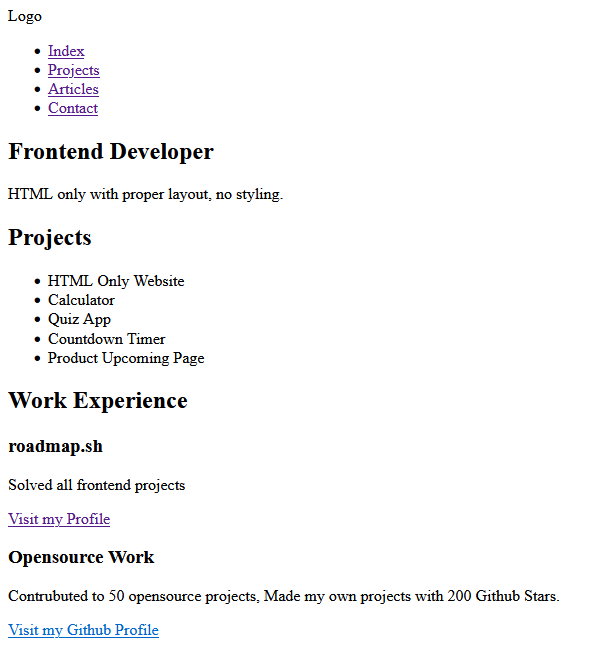 Logo
Index
Projects
Articles
Contact
Frontend Developer
HTML only with proper layout, no styling.
Projects
HTML Only Website
Calculator
Quiz App
Countdown Timer
Product Upcoming Page
Work Experience
roadmap.sh
Solved all frontend projects
Visit my Profile
Opensource Work
Contrubuted to 50 opensource projects, Made my own projects with 200 Github Stars.
Visit my Github Profile